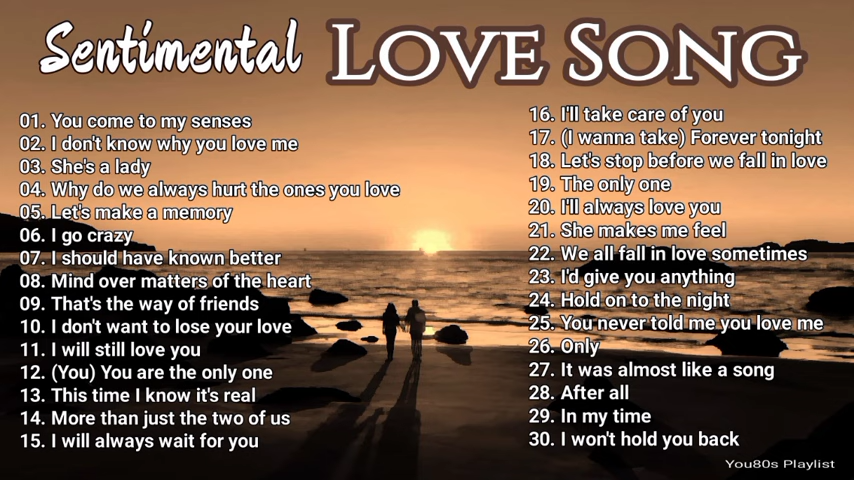 Sentimental LOVE SONG
01. You come to my senses
02. I don't know why you love me
03. She's a lady
04. Why do we always hurt the ones you love
05. Let's make a memory
06. I go crazy
07. I should have known better
08. Mind over matters of the heart
09. That's the way of friends
10. I don't want to lose your love
11. I will still love you
12. (You) You are the only one
13. This time I know it's real
14. More than just the two of us
15. I will always wait for you
16. I'll take care of you
17. (I wanna take) Forever tonight
18. Let's stop before we fall in love
19. The only one
20. I'll always love you
21. She makes me feel
22. We all fall in love sometimes
23. I'd give you anything
24. Hold on to the night
25. You never told me you love me
26. Only
27. It was almost like a song
28. After all
29. In my time
30. I won't hold you back
You80s Playlist